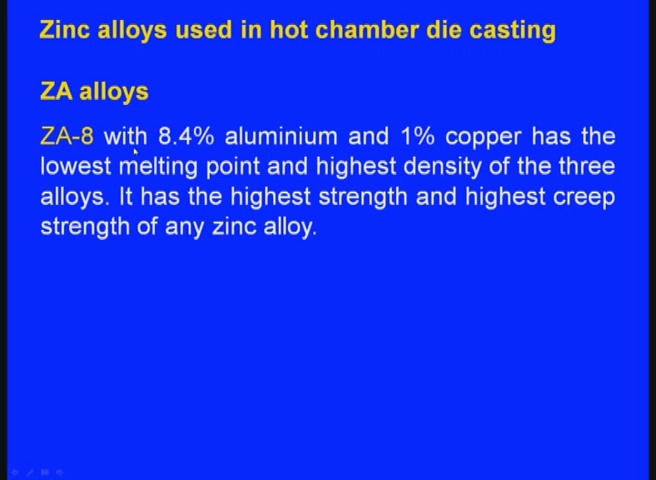 Zinc alloys used in hot chamber die casting
ZA alloys
ZA-8 with 8.4% aluminium and 1% copper has the
lowest melting point and highest density of the three
alloys. It has the highest strength and highest creep
strength of any zinc alloy.